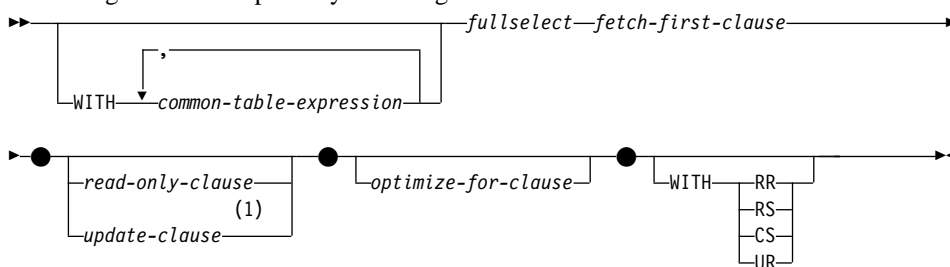 fullselect fetch-first-clause
,
WITH common-table-expression
read-only-clause optimize-for-clause WITH RR
(1) RS
update-clause CS
UR